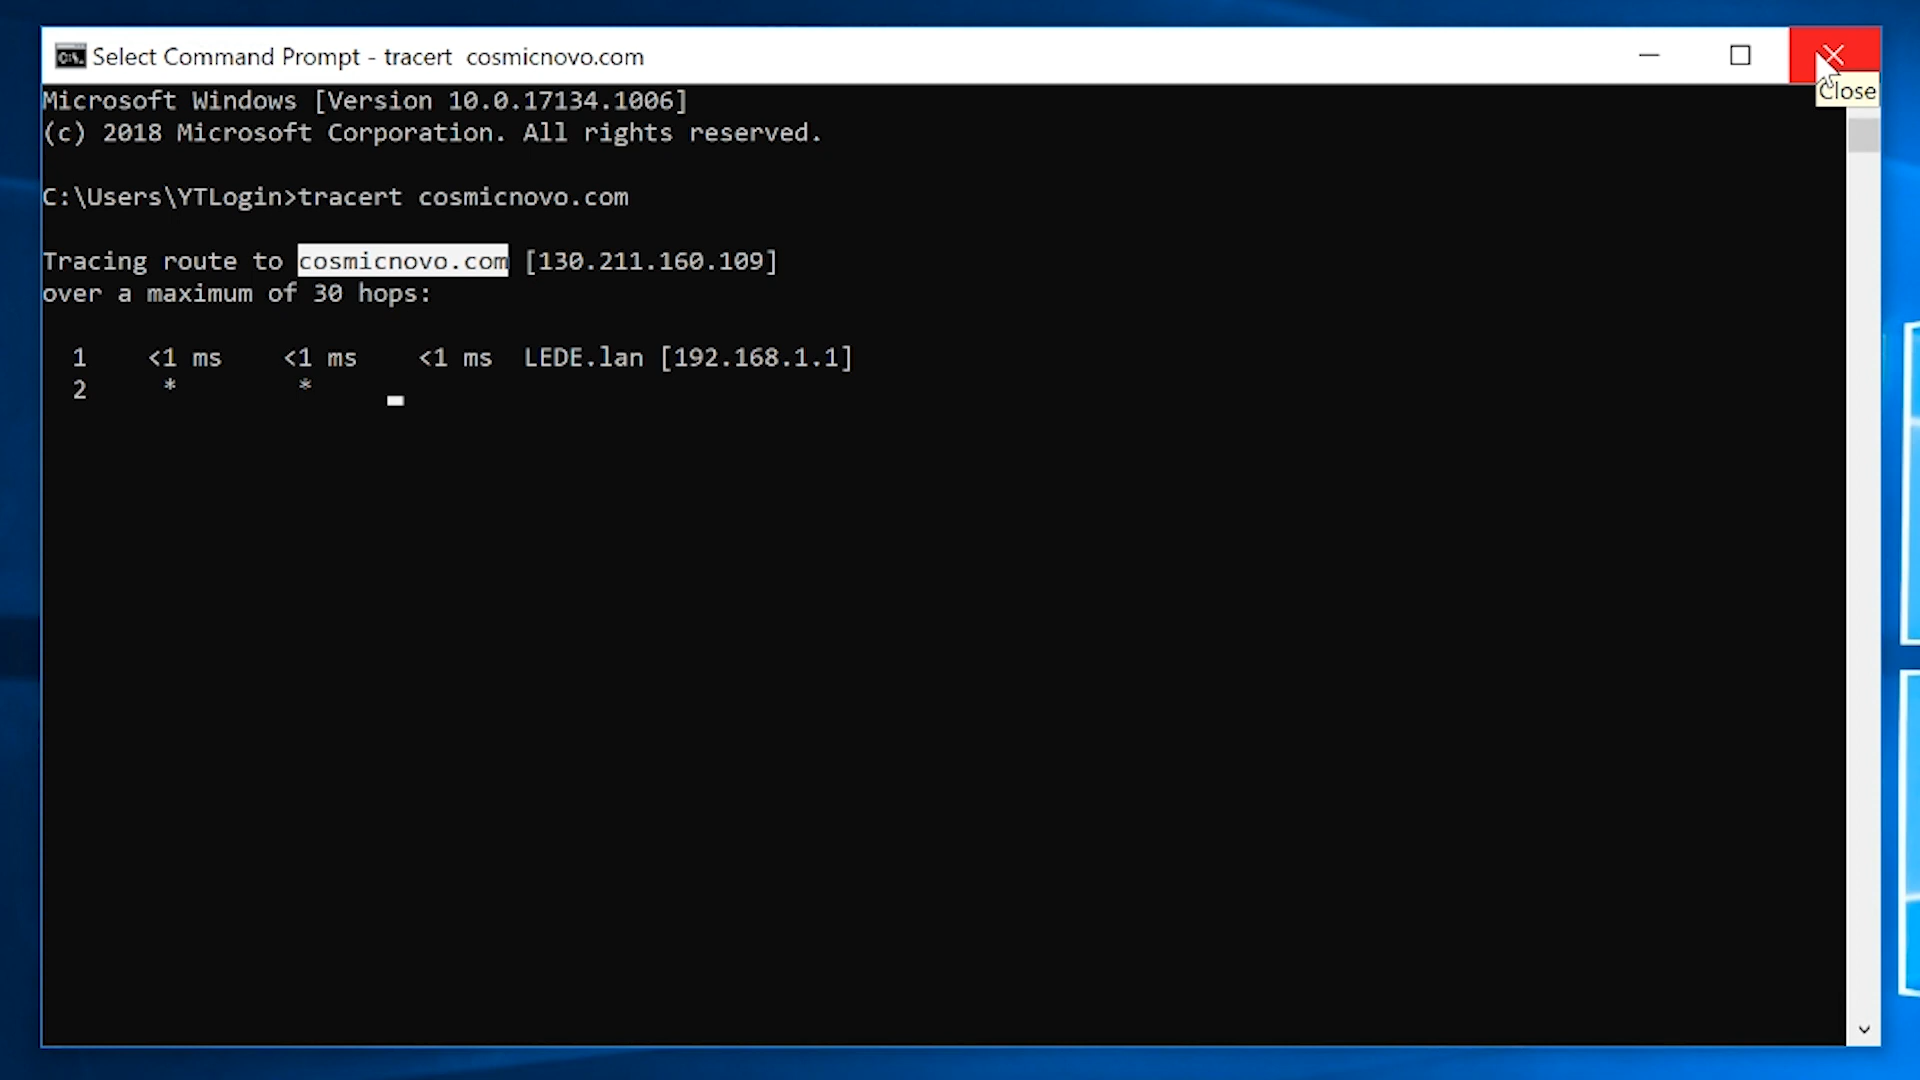 Select Command Prompt - tracert  cosmicnovo.com
Close
Microsoft Windows [Version 10.0.17134.1006]
(c) 2018 Microsoft Corporation. All rights reserved.
C:\Users\YTLogin>tracert cosmicnovo.com
Tracing route to cosmicnovo.com [130.211.160.109]
over a maximum of 30 hops:
  1    <1 ms    <1 ms    <1 ms  LEDE.lan [192.168.1.1]
  2     *        *